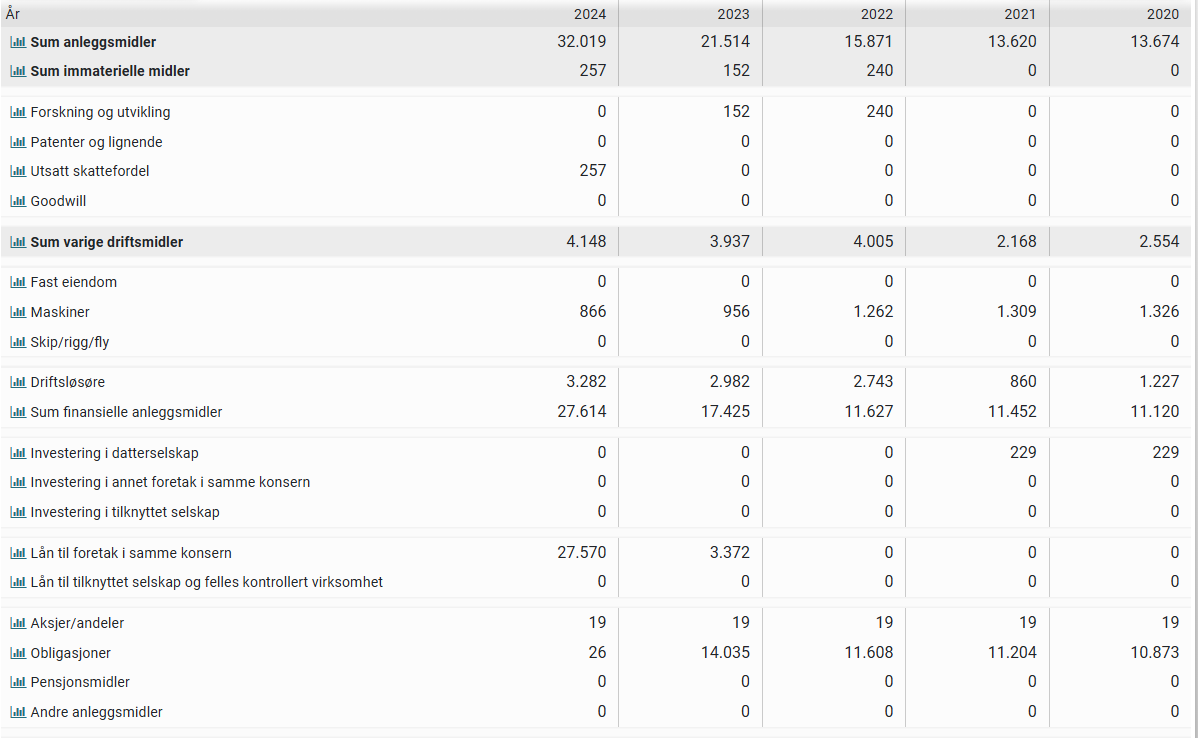 År 2024 2023 2022 2021 2020
Sum anleggsmidler 32.019 21.514 15.871 13.620 13.674
Sum immaterielle midler 257 152 240 0 0
Forskning og utvikling 0 152 240 0 0
Patenter og lignende 0 0 0 0 0
Utsatt skattefordel 257 0 0 0 0
Goodwill 0 0 0 0 0
Sum varige driftsmidler 4.148 3.937 4.005 2.168 2.554
Fast eiendom 0 0 0 0 0
Maskiner 866 956 1.262 1.309 1.326
Skip/rigg/fly 0 0 0 0 0
Driftsløsøre 3.282 2.982 2.743 860 1.227
Sum finansielle anleggsmidler 27.614 17.425 11.627 11.452 11.120
Investering i datterselskap 0 0 0 229 229
Investering i annet foretak i samme konsern 0 0 0 0 0
Investering i tilknyttet selskap 0 0 0 0 0
Lån til foretak i samme konsern 27.570 3.372 0 0 0
Lån til tilknyttet selskap og felles kontrollert virksomhet 0 0 0 0 0
Aksjer/andeler 19 19 19 19 19
Obligasjoner 26 14.035 11.608 11.204 10.873
Pensjonsmidler 0 0 0 0 0
Andre anleggsmidler 0 0 0 0 0